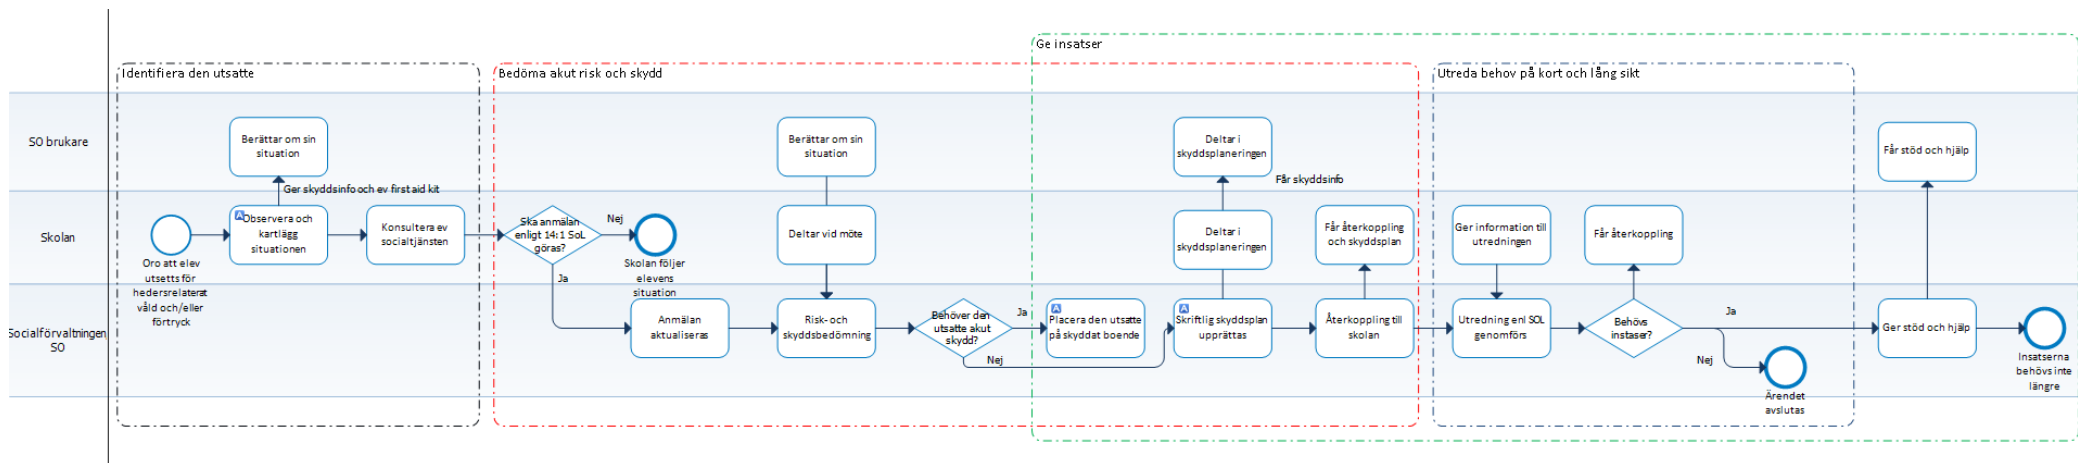 Ge insatser
Identifiera den utsatte
Bedöma akut risk och skydd
Utreda behov på kort och lång sikt
SO brukare
Berättar om sin
situation
Berättar om sin
situation
Deltar i
skyddsplaneringen
Får stöd och hjälp
Ger skyddsinfo och ev first aid kit
Får skyddsinfo
Skolan
Oro att elev
utsetts för
hedersrelaterat
våld och/eller
förtryck
A
Observera och
kartlägg
situationen
Konsultera ev
socialtjänsten
Ska anmälan
enligt 14:1 SoL
göras?
Nej
Ja
Skolan följer
elevens
situation
Deltar vid möte
Deltar i
skyddsplaneringen
Får återkoppling
och skyddsplan
Ger information till
utredningen
Får återkoppling
Socialförvaltningen,
SO
Anmälan
aktualiseras
Risk- och
skyddsbedömning
Behöver den
utsatte akut
skydd?
Ja
Nej
A
Placera den utsatte
på skyddat boende
A
Skriftlig skyddsplan
upprättas
Återkoppling till
skolan
Utredning enl SOL
genomförs
Behövs
instaser?
Ja
Nej
Ärendet
avslutas
Ger stöd och hjälp
Insatserna
behövs inte
längre